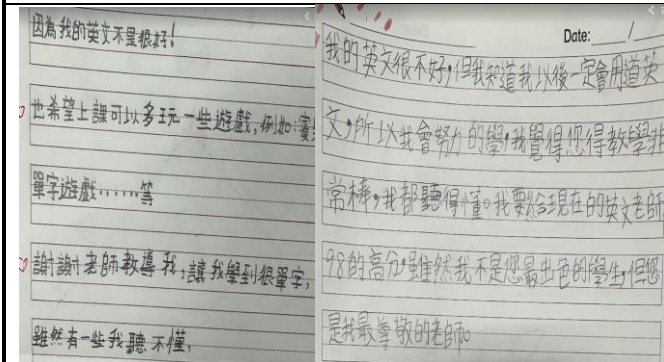 因為我的英文不是很好!
也希望上課可以多玩一些遊戲,例如:賓
單字遊戲......等
謝謝老師教導我,讓我學到很單字,
雖然有一些我聽不懂,
Date: /
我的英文很不好,但我知道我以後一定會用道英
文,所以我會努力的學,我覺得您得教學非
常棒,我都聽得懂。我要給現在的英文老師
98的高分,雖然我不是您最出色的學生,但您
是我最尊敬的老師。